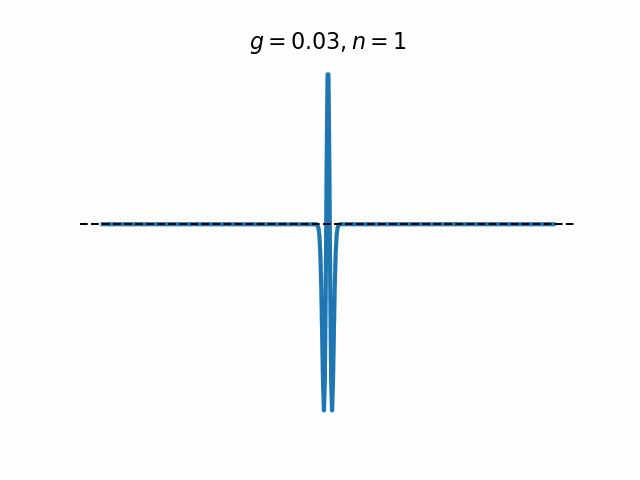 g = 0.03, n = 1